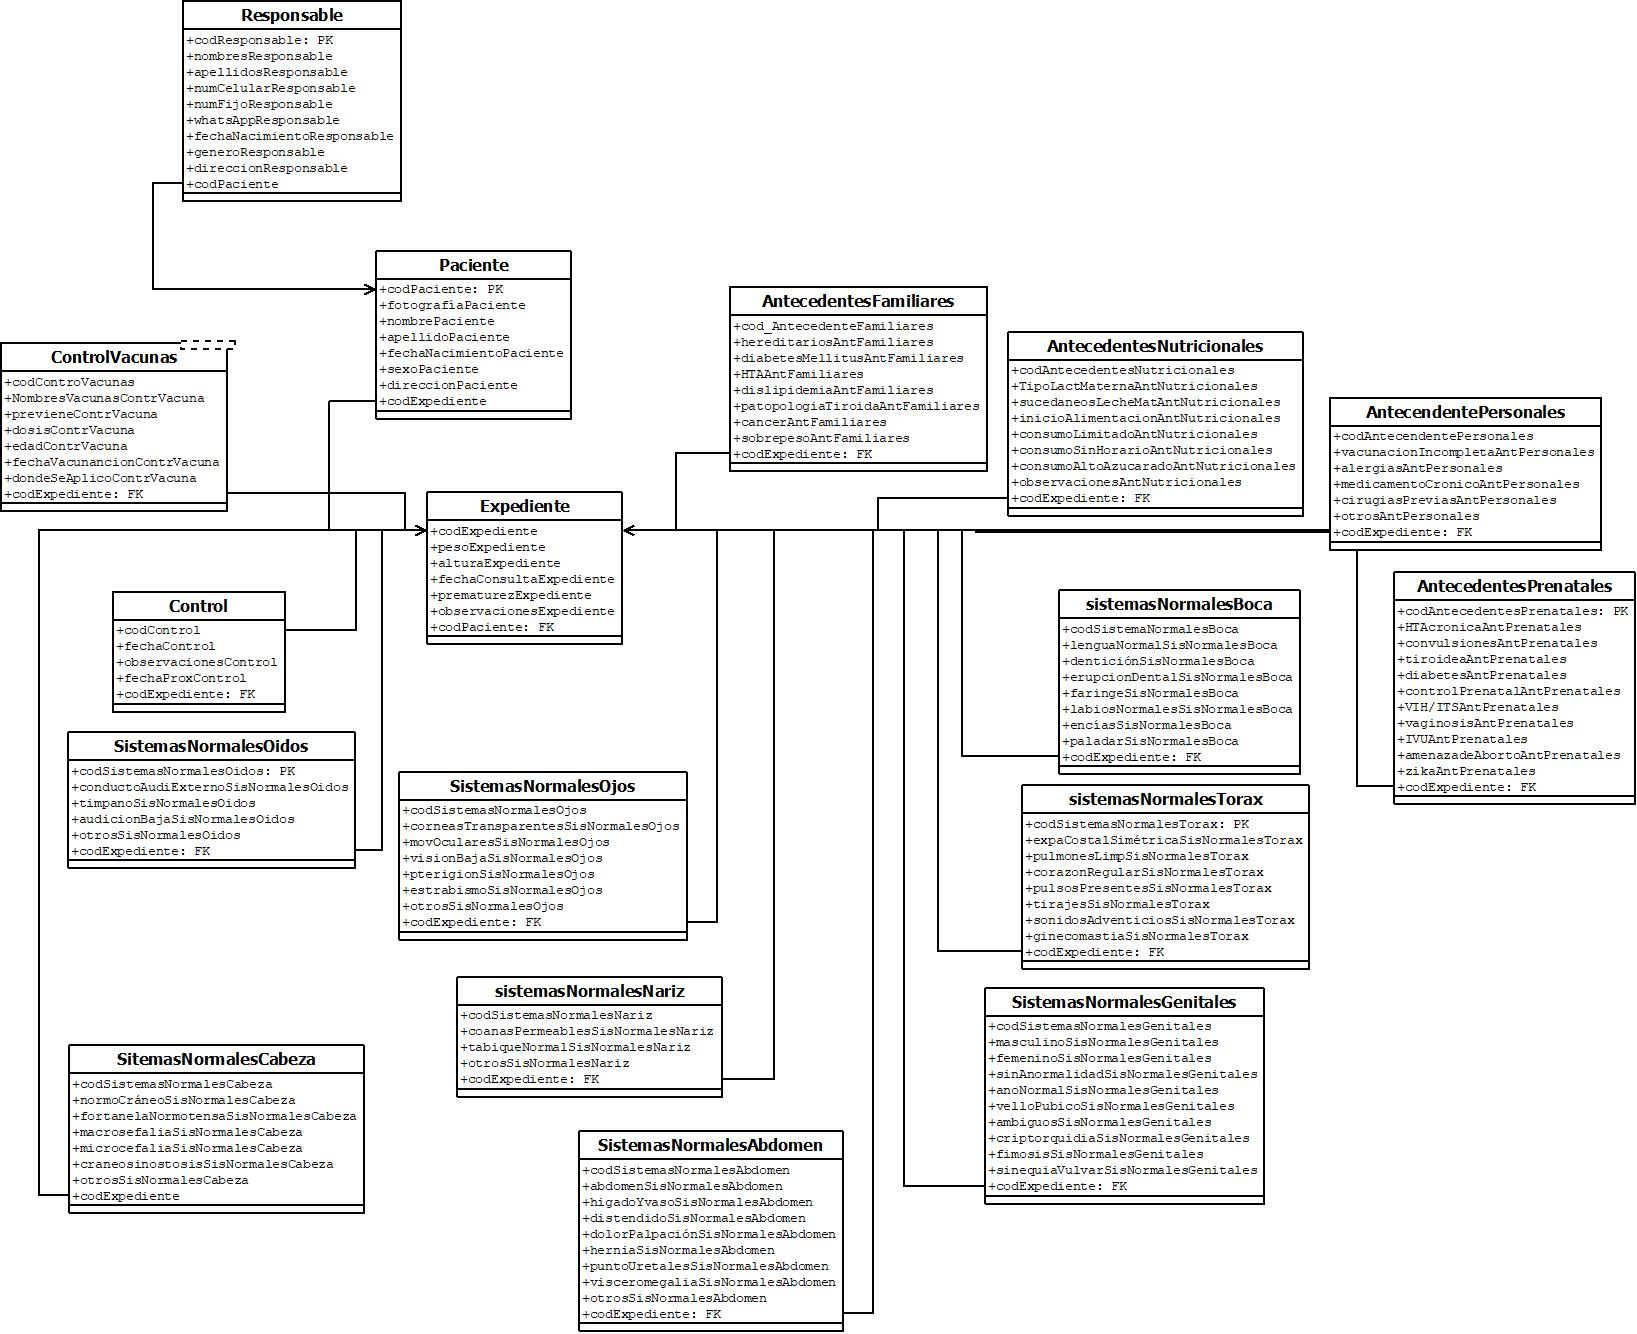 Responsable
+codResponsable: PK
+nombresResponsable
+apellidosResponsable
+numCelularResponsable
+numFijoResponsable
+whatsAppResponsable
+fechaNacimientoResponsable
+generoResponsable
+direccionResponsable
+codPaciente
Paciente
+codPaciente: PK
+fotografíaPaciente
+nombrePaciente
+apellidoPaciente
+fechaNacimientoPaciente
+sexoPaciente
+direccionPaciente
+codExpediente
AntecedentesFamiliares
+cod_AntecedenteFamiliares
+hereditariosAntFamiliares
+diabetesMellitusAntFamiliares
+HTAAntFamiliares
+dislipidemiaAntFamiliares
+patopologiaTiroidaAntFamiliares
+cancerAntFamiliares
+sobrepesoAntFamiliares
+codExpediente: FK
AntecedentesNutricionales
+codAntecedentesNutricionales
+TipoLactMaternaAntNutricionales
+sucedaneosLecheMatAntNutricionales
+inicioAlimentacionAntNutricionales
+consumoLimitadoAntNutricionales
+consumoSinHorarioAntNutricionales
+consumoAltoAzucaradoAntNutricionales
+observacionesAntNutricionales
+codExpediente: FK
ControlVacunas
+codControVacunas
+NombresVacunasContrVacuna
+previeneContrVacuna
+dosisContrVacuna
+edadContrVacuna
+fechaVacunancionContrVacuna
+dondeSeAplicoContrVacuna
+codExpediente: FK
AntecendentePersonales
+codAntecendentePersonales
+vacunacionIncompletaAntPersonales
+alergiasAntPersonales
+medicamentoCronicoAntPersonales
+cirugiasPreviasAntPersonales
+otrosAntPersonales
+codExpediente: FK
Expediente
+codExpediente
+pesoExpediente
+alturaExpediente
+fechaConsultaExpediente
+prematurezExpediente
+observacionesExpediente
+codPaciente: FK
AntecedentesPrenatales
+codAntecedentesPrenatales: PK
+HTAcronicaAntPrenatales
+convulsionesAntPrenatales
+tiroideaAntPrenatales
+diabetesAntPrenatales
+controlPrenatalAntPrenatales
+VIH/ITSAntPrenatales
+vaginosisAntPrenatales
+IVUAntPrenatales
+amenazadeAbortoAntPrenatales
+zikaAntPrenatales
+codExpediente: FK
Control
+codControl
+fechaControl
+observacionesControl
+fechaProxControl
+codExpediente: FK
sistemasNormalesBoca
+codSistemaNormalesBoca
+lenguaNormalSisNormalesBoca
+denticiónSisNormalesBoca
+erupcionDentalSisNormalesBoca
+faringeSisNormalesBoca
+labiosNormalesSisNormalesBoca
+encíasSisNormalesBoca
+paladarSisNormalesBoca
+codExpediente: FK
SistemasNormalesOidos
+codSistemasNormalesOidos: PK
+conductoAudiExternoSisNormalesOidos
+timpanoSisNormalesOidos
+audicionBajaSisNormalesOidos
+otrosSisNormalesOidos
+codExpediente: FK
SistemasNormalesOjos
+codSistemasNormalesOjos
+corneasTransparentesSisNormalesOjos
+movOcularesSisNormalesOjos
+visionBajaSisNormalesOjos
+pterigionSisNormalesOjos
+estrabismoSisNormalesOjos
+otrosSisNormalesOjos
+codExpediente: FK
sistemasNormalesTorax
+codSistemasNormalesTorax: PK
+expaCostalSimétricaSisNormalesTorax
+pulmonesLimpSisNormalesTorax
+corazonRegularSisNormalesTorax
+pulsosPresentesSisNormalesTorax
+tirajesSisNormalesTorax
+sonidosAdventiciosSisNormalesTorax
+ginecomastiaSisNormalesTorax
+codExpediente: FK
sistemasNormalesNariz
+codSistemasNormalesNariz
+coanasPermeablesSisNormalesNariz
+tabiqueNormalSisNormalesNariz
+otrosSisNormalesNariz
+codExpediente: FK
SistemasNormalesGenitales
+codSistemasNormalesGenitales
+masculinoSisNormalesGenitales
+femeninoSisNormalesGenitales
+sinAnormalidadSisNormalesGenitales
+anoNormalSisNormalesGenitales
+velloPubicoSisNormalesGenitales
+ambiguosSisNormalesGenitales
+criptorquidiaSisNormalesGenitales
+fimosisSisNormalesGenitales
+sinequiaVulvarSisNormalesGenitales
+codExpediente: FK
SitemasNormalesCabeza
+codSistemasNormalesCabeza
+normoCráneoSisNormalesCabeza
+fortanelaNormotensaSisNormalesCabeza
+macrosefaliaSisNormalesCabeza
+microcefaliaSisNormalesCabeza
+craneosinostosisSisNormalesCabeza
+otrosSisNormalesCabeza
+codExpediente
SistemasNormalesAbdomen
+codSistemasNormalesAbdomen
+abdomenSisNormalesAbdomen
+higadoYvasoSisNormalesAbdomen
+distendidoSisNormalesAbdomen
+dolorPalpaciónSisNormalesAbdomen
+herniaSisNormalesAbdomen
+puntoUretalesSisNormalesAbdomen
+visceromegaliaSisNormalesAbdomen
+otrosSisNormalesAbdomen
+codExpediente: FK